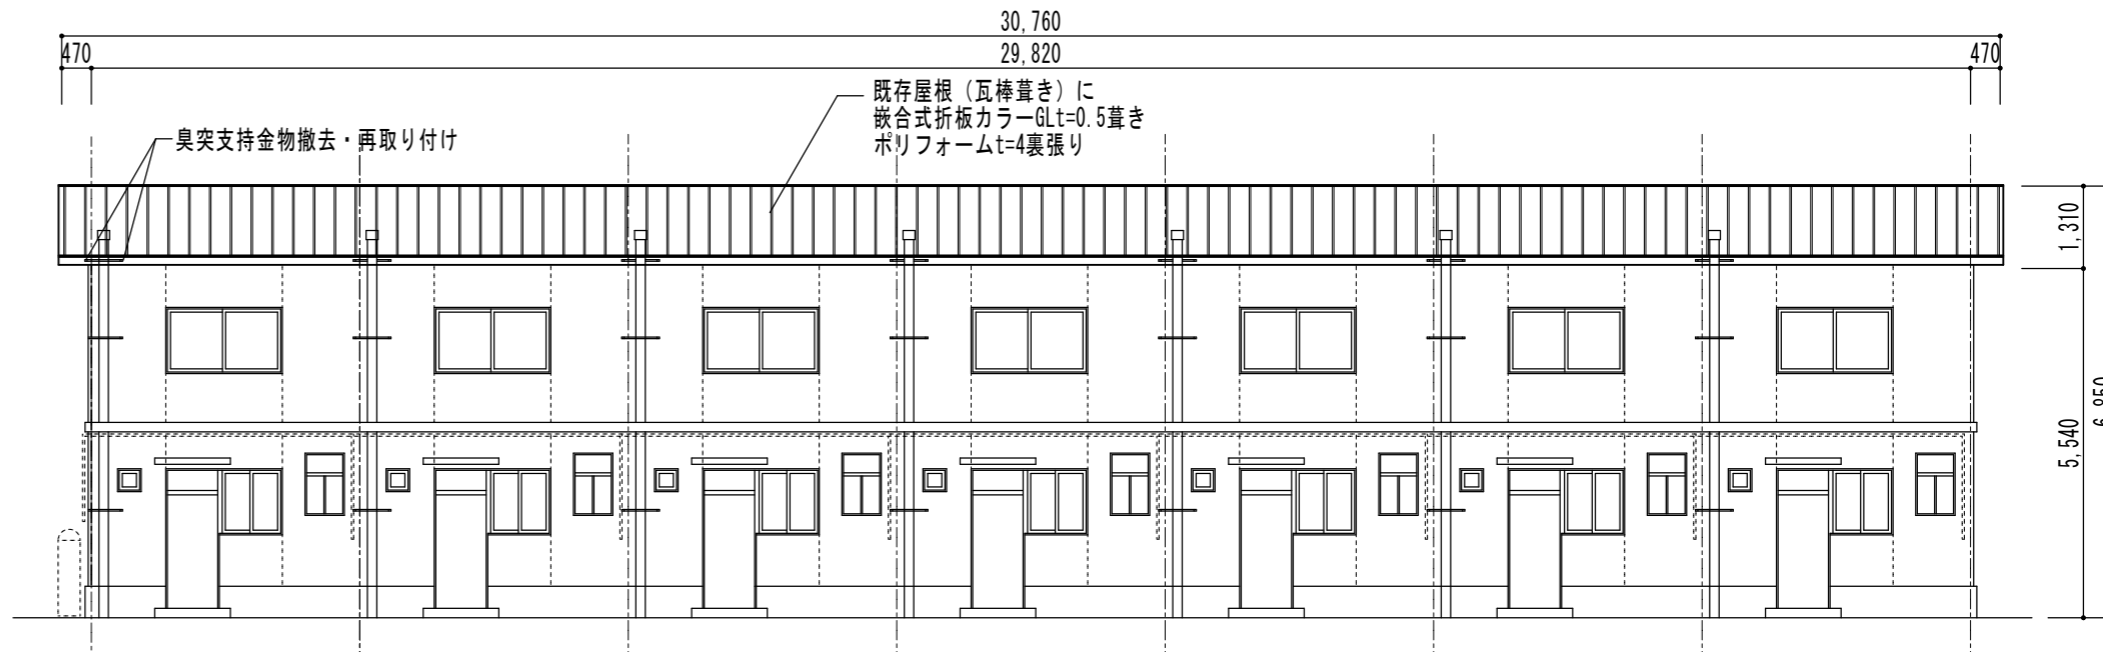 30,760
470
29,820
470
既存屋根（瓦棒葺き）に
嵌合式折板カラーGLt=0.5葺き
ポリフォームt=4裏張り
臭突支持金物撤去・再取り付け
1,310
5,540
6,850